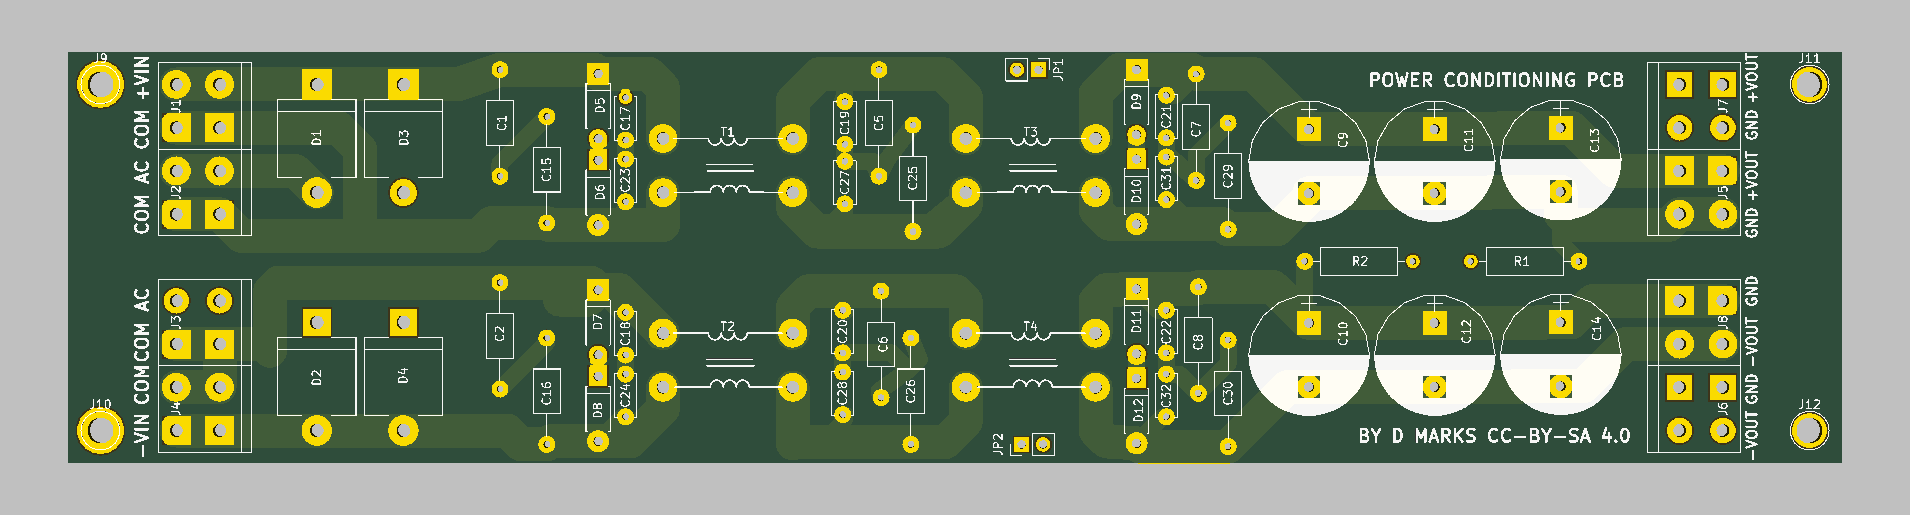 POWER CONDITIONING PCB
J9
COM +VIN
J1
COM AC
J2
D1
D3
C1
C15
D5
C17
D6
C23
T1
C19
C27
C5
C25
JP1
T3
D9
C21
D10
C31
C7
C29
C9
C11
C13
J7
GND +VOUT
J5
GND +VOUT
J11
R2
R1
COM AC
J3
-VIN COM
J4
J10
D2
D4
C2
C16
D7
C18
D8
C24
T2
C20
C28
C6
C26
JP2
T4
D11
C22
D12
C32
C8
C30
C10
C12
C14
J8
-VOUT GND
J6
-VOUT GND
J12
BY D MARKS CC-BY-SA 4.0